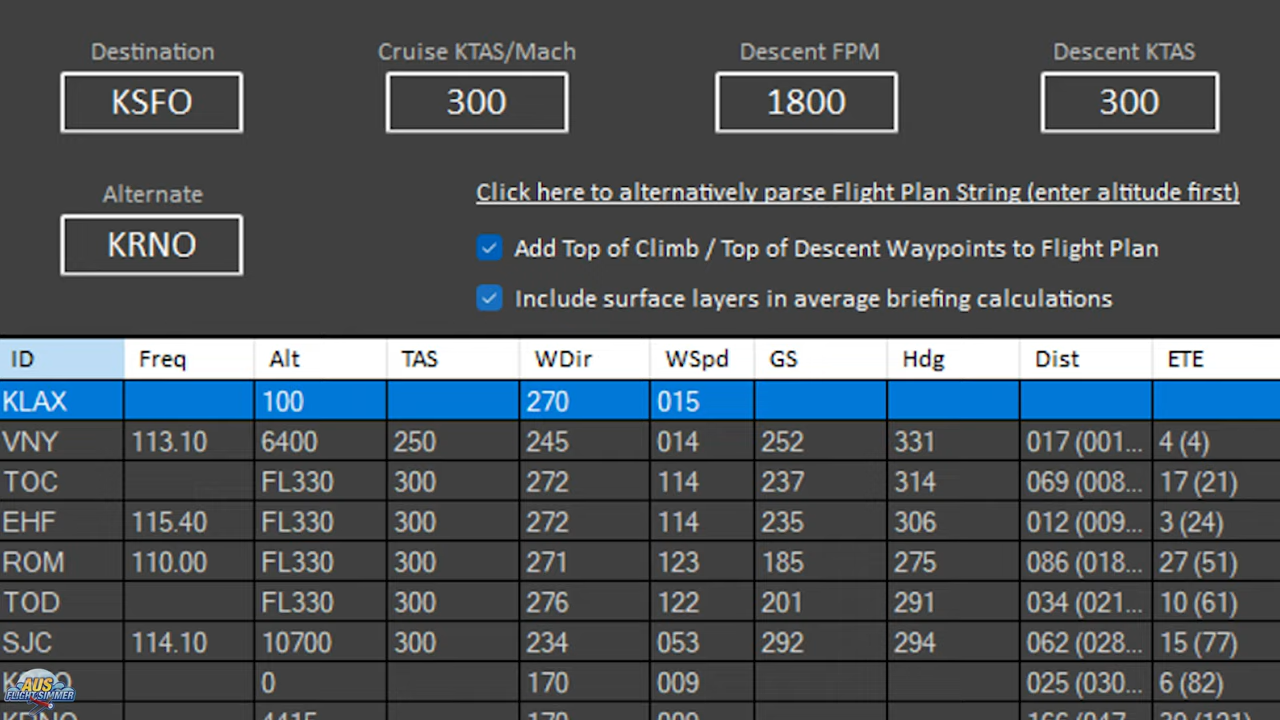 Destination Cruise KTAS/Mach Descent FPM Descent KTAS
KSFO 300 1800 300
Alternate
KRNO
Click here to alternatively parse Flight Plan String (enter altitude first)
Add Top of Climb / Top of Descent Waypoints to Flight Plan
Include surface layers in average briefing calculations
ID Freq Alt TAS WDir WSpd GS Hdg Dist ETE
KLAX 100 270 015
VNY 113.10 6400 250 245 014 252 331 017 (001... 4 (4)
TOC FL330 300 272 114 237 314 069 (008... 17 (21)
EHF 115.40 FL330 300 272 114 235 306 012 (009... 3 (24)
ROM 110.00 FL330 300 271 123 185 275 086 (018... 27 (51)
TOD FL330 300 276 122 201 291 034 (021... 10 (61)
SJC 114.10 10700 300 234 053 292 294 062 (028... 15 (77)
0 170 009 025 (030... 6 (82)
AUS
FLIGHT SIMMER